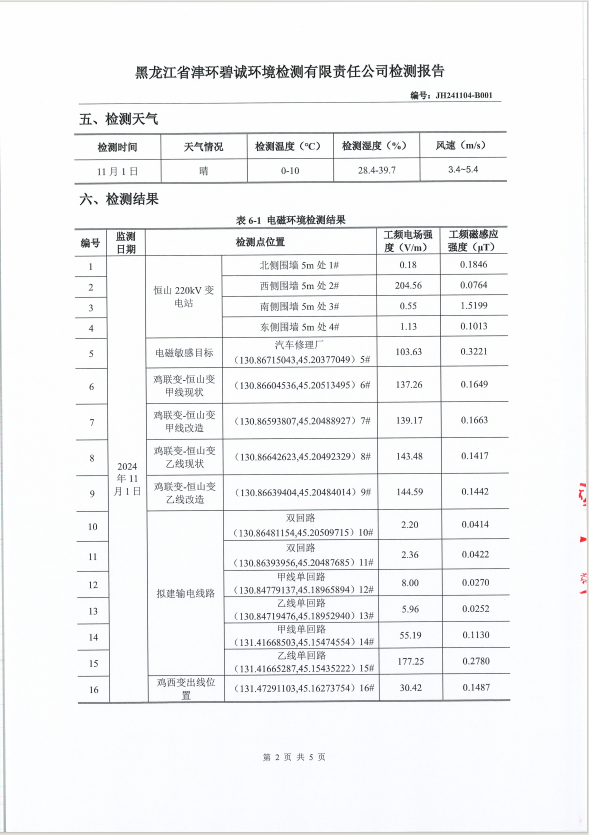 黑龙江省津环碧诚环境检测有限责任公司检测报告
编号：JH241104-B001
五、检测天气
检测时间 天气情况 检测温度（℃） 检测湿度（%） 风速（m/s）
11 月 1 日 晴 0-10 28.4-39.7 3.4~5.4
六、检测结果
表 6-1 电磁环境检测结果
编号 监测日期 检测点位置 工频电场强度（V/m） 工频磁感应强度（μT）
2024 年 11 月 1 日
恒山 220kV 变电站
1 北侧围墙 5m 处 1# 0.18 0.1846
2 西侧围墙 5m 处 2# 204.56 0.0764
3 南侧围墙 5m 处 3# 0.55 1.5199
4 东侧围墙 5m 处 4# 1.13 0.1013
5 电磁敏感目标 汽车修理厂（130.86715043,45.20377049）5# 103.63 0.3221
6 鸡联变-恒山变甲线现状 （130.86604536,45.20513495）6# 137.26 0.1649
7 鸡联变-恒山变甲线改造 （130.86593807,45.20488927）7# 139.17 0.1663
8 鸡联变-恒山变乙线现状 （130.86642623,45.20492329）8# 143.48 0.1417
9 鸡联变-恒山变乙线改造 （130.86639404,45.20484014）9# 144.59 0.1442
拟建输电线路
10 双回路（130.86481154,45.20509715）10# 2.20 0.0414
11 双回路（130.86393956,45.20487685）11# 2.36 0.0422
12 甲线单回路（130.84779137,45.18965894）12# 8.00 0.0270
13 乙线单回路（130.84719476,45.18952940）13# 5.96 0.0252
14 甲线单回路（131.41668503,45.15474554）14# 55.19 0.1130
15 乙线单回路（131.41665287,45.15435222）15# 177.25 0.2780
16 鸡西变出线位置 （131.47291103,45.16273754）16# 30.42 0.1487
第 2 页 共 5 页